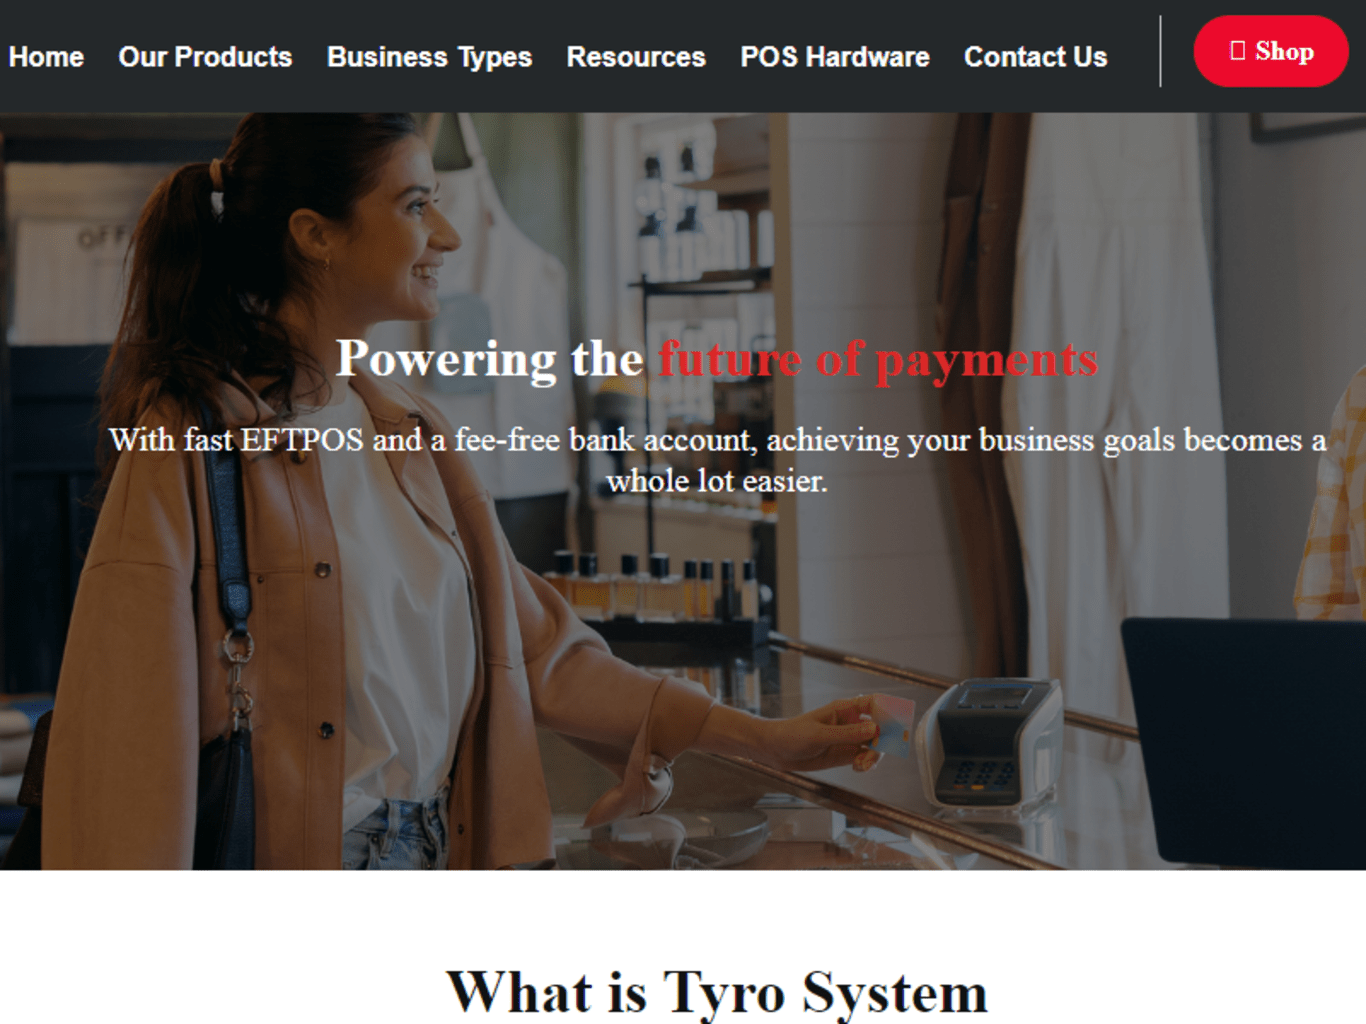 Home Our Products Business Types Resources POS Hardware Contact Us Shop
Powering the future of payments
With fast EFTPOS and a fee-free bank account, achieving your business goals becomes a
whole lot easier.
What is Tyro System